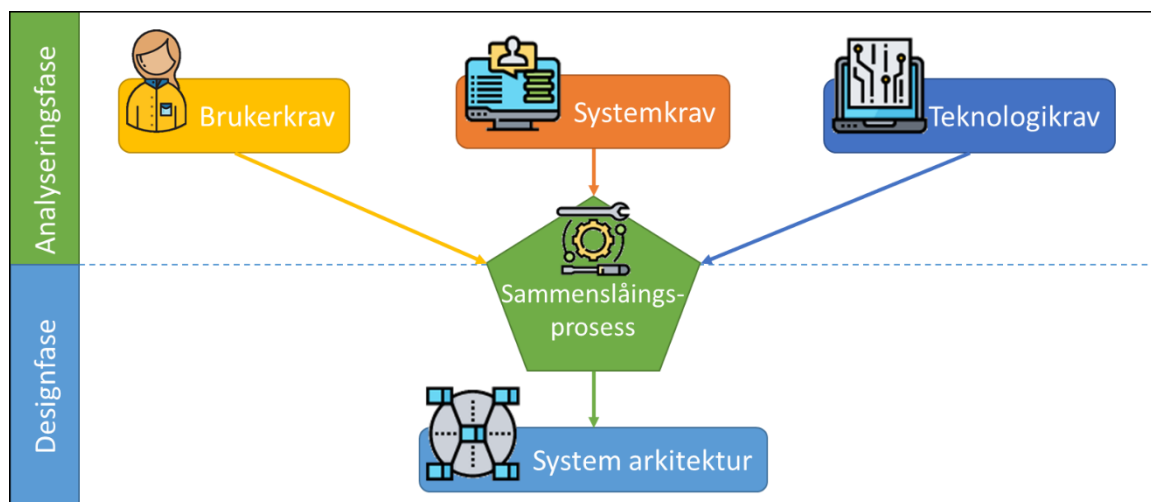 Analyseringsfase
Brukerkrav
Systemkrav
Teknologikrav
Sammenslåings-
prosess
Designfase
System arkitektur